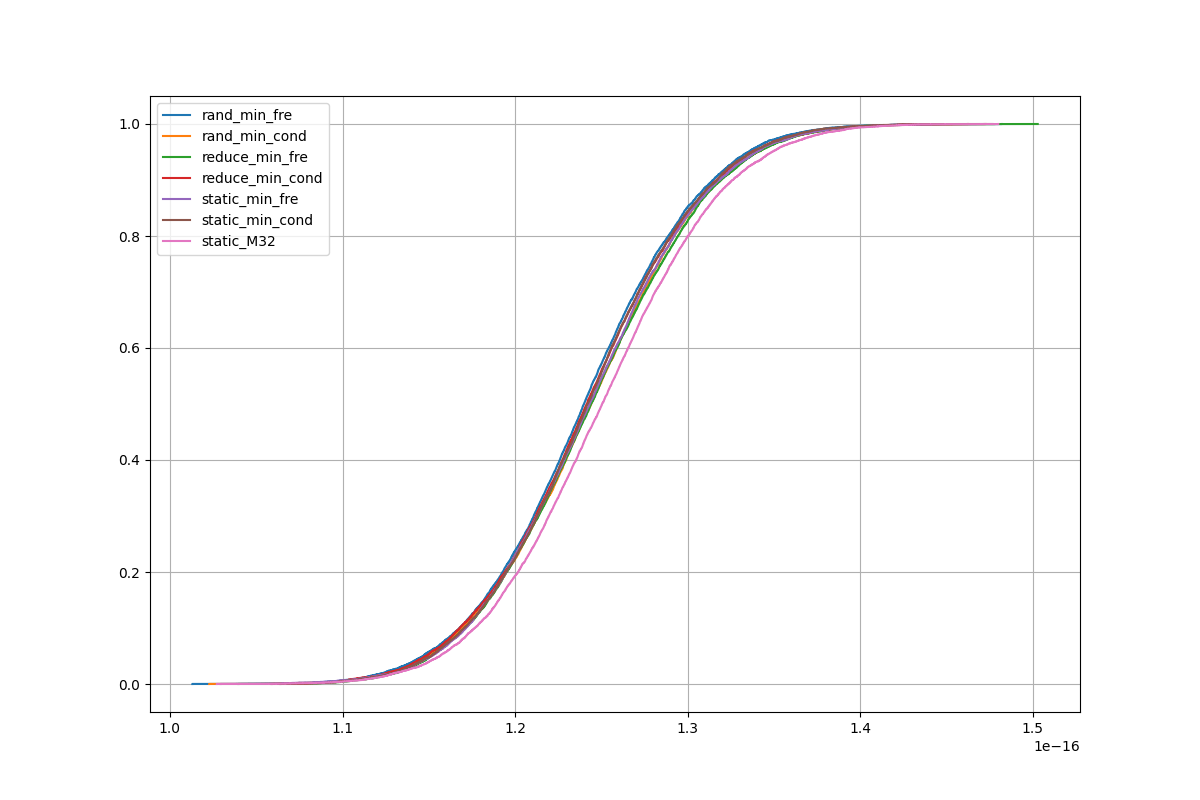 rand_min_fre
rand_min_cond
reduce_min_fre
reduce_min_cond
static_min_fre
static_min_cond
static_M32
1.0
0.8
0.6
0.4
0.2
0.0
1.0 1.1 1.2 1.3 1.4 1.5
1e−16